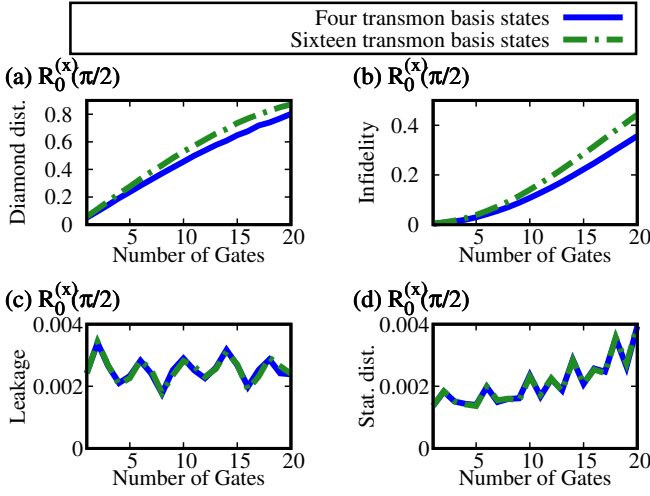 Four transmon basis states
Sixteen transmon basis states
(a) R₀⁽ˣ⁾(π/2)
Diamond dist.
0.8
0.6
0.4
0.2
0
5 10 15 20
Number of Gates
(b) R₀⁽ˣ⁾(π/2)
Infidelity
0.4
0.2
0
5 10 15 20
Number of Gates
(c) R₀⁽ˣ⁾(π/2)
Leakage
0.004
0.002
0
5 10 15 20
Number of Gates
(d) R₀⁽ˣ⁾(π/2)
Stat. dist.
0.004
0.002
0
5 10 15 20
Number of Gates